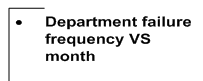 • Department failure
frequency VS
month